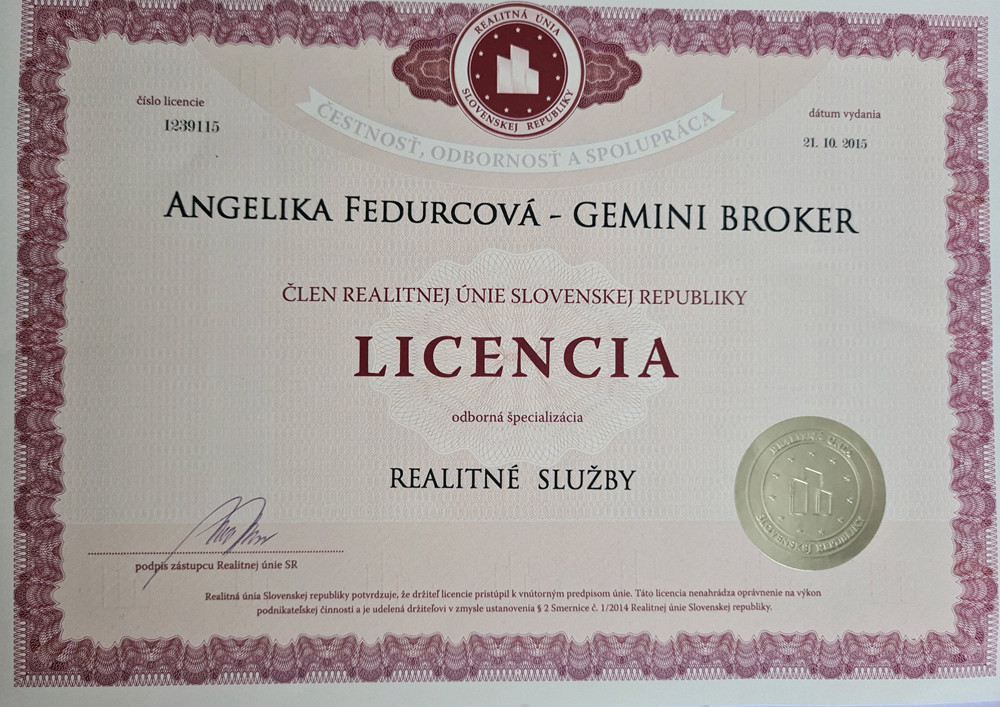 REALITNÁ ÚNIA
SLOVENSKEJ REPUBLIKY
číslo licencie
1239115
dátum vydania
21. 10. 2015
ČESTNOSŤ, ODBORNOSŤ A SPOLUPRÁCA
ANGELIKA FEDURCOVÁ - GEMINI BROKER
ČLEN REALITNEJ ÚNIE SLOVENSKEJ REPUBLIKY
LICENCIA
odborná špecializácia
REALITNÉ SLUŽBY
REALITNÁ ÚNIA
SLOVENSKEJ REPUBLIKY
podpis zástupcu Realitnej únie SR
Realitná únia Slovenskej republiky potvrdzuje, že držiteľ licencie pristúpil k vnútorným predpisom únie. Táto licencia nenahrádza oprávnenie na výkon
podnikateľskej činnosti a je udelená držiteľovi v zmysle ustanovenia § 2 Smernice č. 1/2014 Realitnej únie Slovenskej republiky.